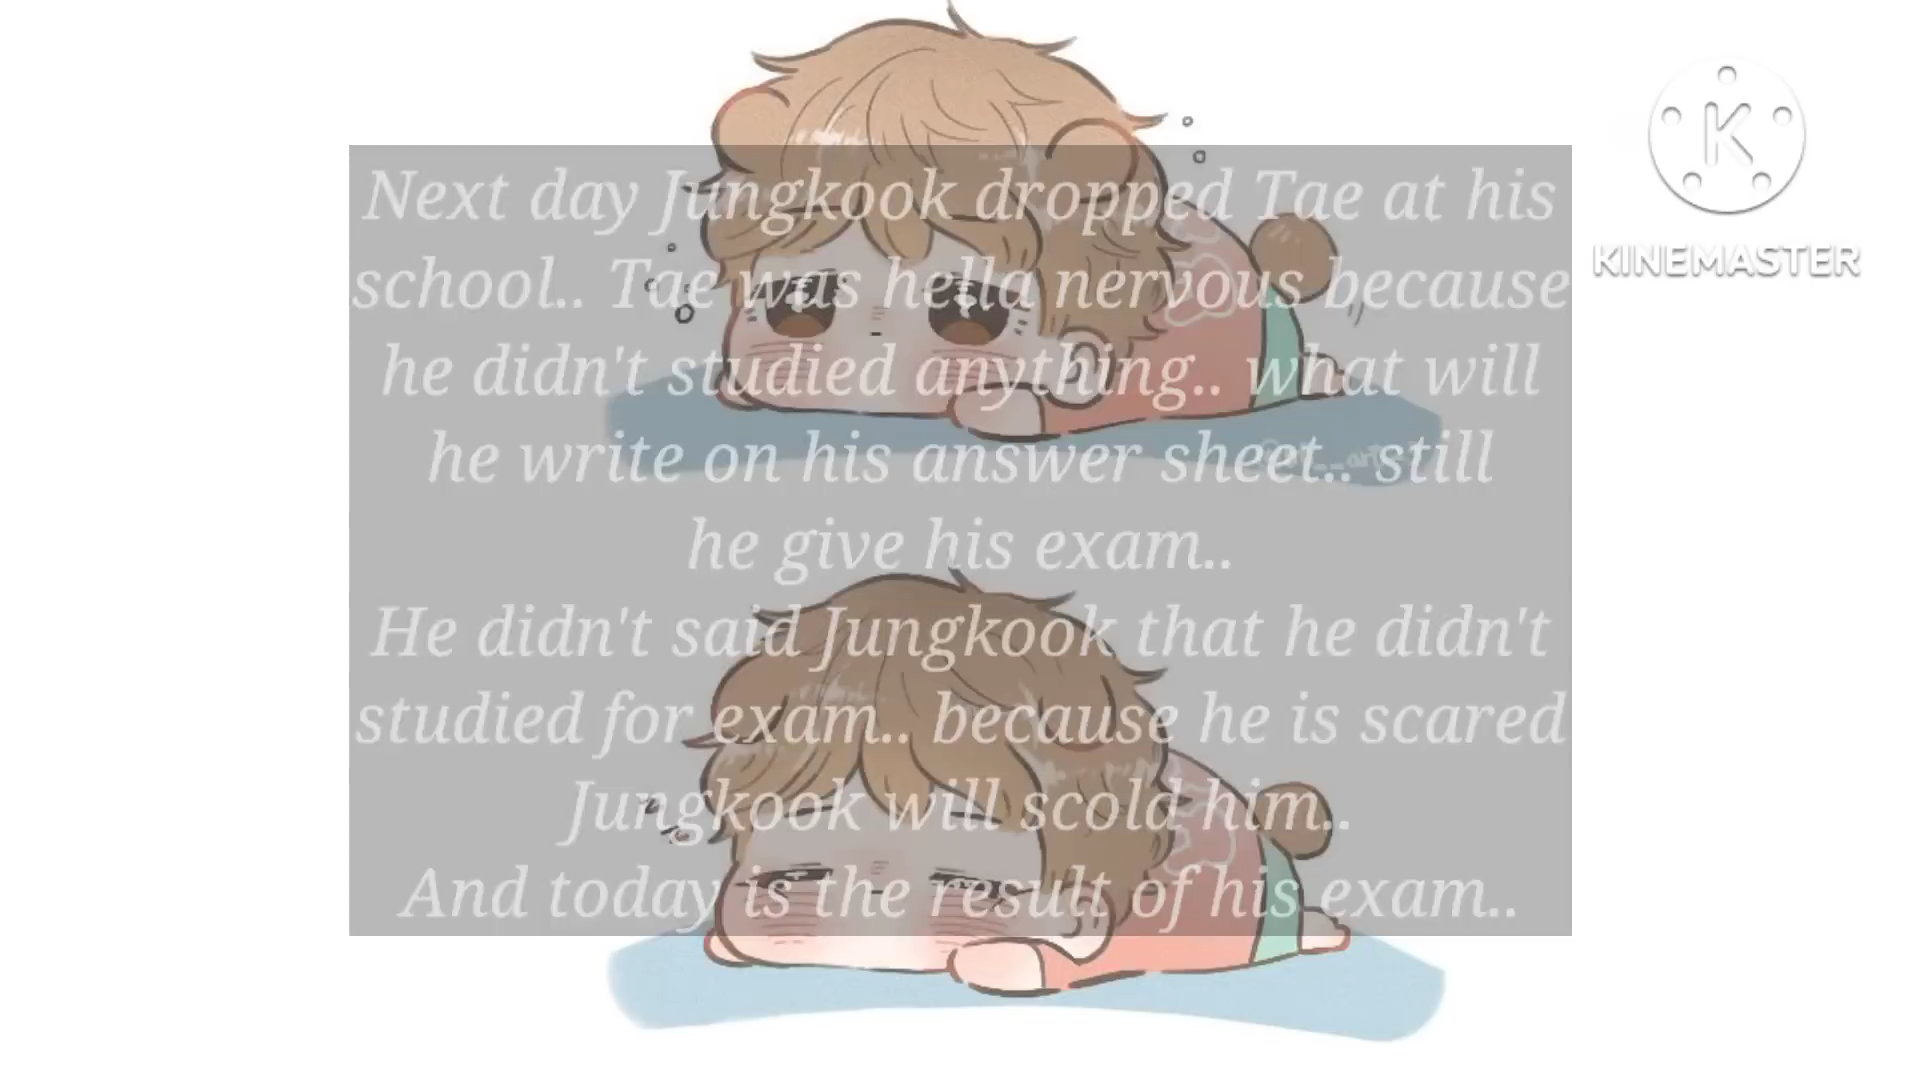 Next day Jungkook dropped Tae at his
school.. Tae was hella nervous because
he didn't studied anything.. what will
he write on his answer sheet.. still
he give his exam..
He didn't said Jungkook that he didn't
studied for exam.. because he is scared
Jungkook will scold him..
And today is the result of his exam..
K
KINEMASTER